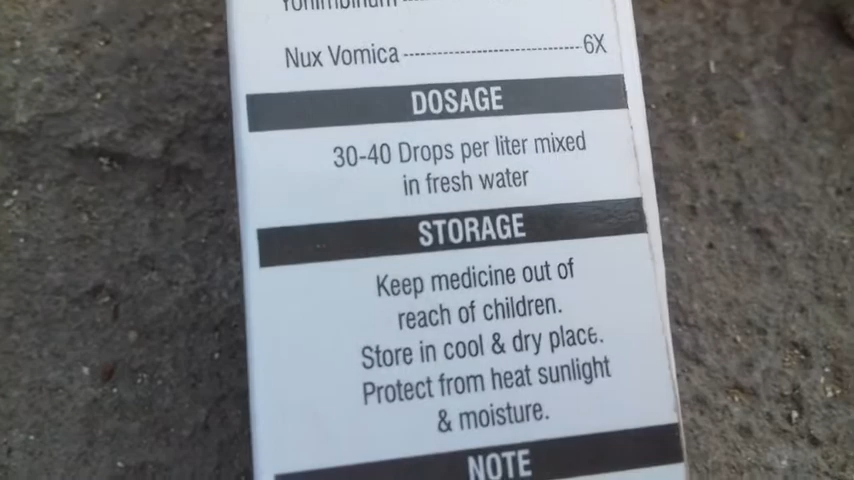 Yohimbinum
Nux Vomica ------------------------------6X
DOSAGE
30-40 Drops per liter mixed
in fresh water
STORAGE
Keep medicine out of
reach of children.
Store in cool & dry place.
Protect from heat sunlight
& moisture.
NOTE